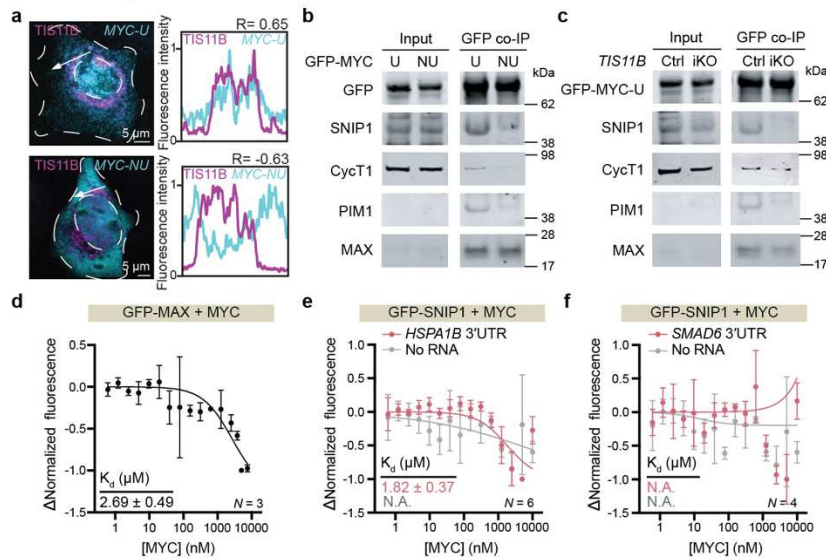 a
TIS11B MYC-U
5 µm
Fluorescence intensity
1
0
R= 0.65
TIS11B MYC-U
TIS11B MYC-NU
5 µm
Fluorescence intensity
1
0
R= -0.63
TIS11B MYC-NU
b
Input GFP co-IP
GFP-MYC U NU U NU kDa
GFP
62
SNIP1
38
98
CycT1
PIM1
38
28
MAX
17
c
Input GFP co-IP
TIS11B Ctrl iKO Ctrl iKO kDa
GFP-MYC-U
62
SNIP1
38
98
CycT1
PIM1
38
28
MAX
17
d
GFP-MAX + MYC
ΔNormalized fluorescence
0.5
0.0
-0.5
-1.0
-1.5
Kd (µM)
2.69 ± 0.49
N = 3
1 10 100 1000 10000
[MYC] (nM)
e
GFP-SNIP1 + MYC
HSPA1B 3′UTR
No RNA
ΔNormalized fluorescence
1.0
0.5
0.0
-0.5
-1.0
-1.5
Kd (µM)
1.82 ± 0.37
N.A.
N = 6
1 10 100 1000 10000
[MYC] (nM)
f
GFP-SNIP1 + MYC
SMAD6 3′UTR
No RNA
ΔNormalized fluorescence
1.0
0.5
0.0
-0.5
-1.0
-1.5
Kd (µM)
N.A.
N.A.
N = 4
1 10 100 1000 10000
[MYC] (nM)